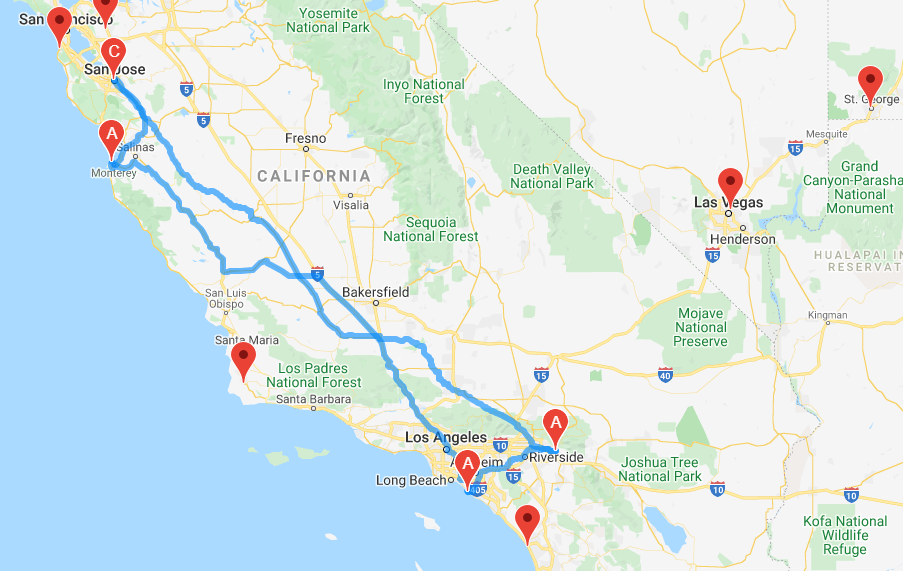 San Francisco
Yosemite
National Park
C
San Jose
5
Inyo National
Forest
St. George
5
A
Fresno
Mesquite
Salinas
15
Monterey
Death Valley
National Park
Grand
Canyon-Parasha
National
Monument
CALIFORNIA
Visalia
Las Vegas
Sequoia
National Forest
Henderson
15
HUALAPAI IN
RESERVAT
5
Bakersfield
San Luis
Obispo
Mojave
National
Preserve
Kingman
Santa Maria
Los Padres
National Forest
15
40
Santa Barbara
A
Los Angeles
10
A
Riverside
Joshua Tree
National Park
Long Beach
15
10
10
Kofa National
Wildlife
Refuge